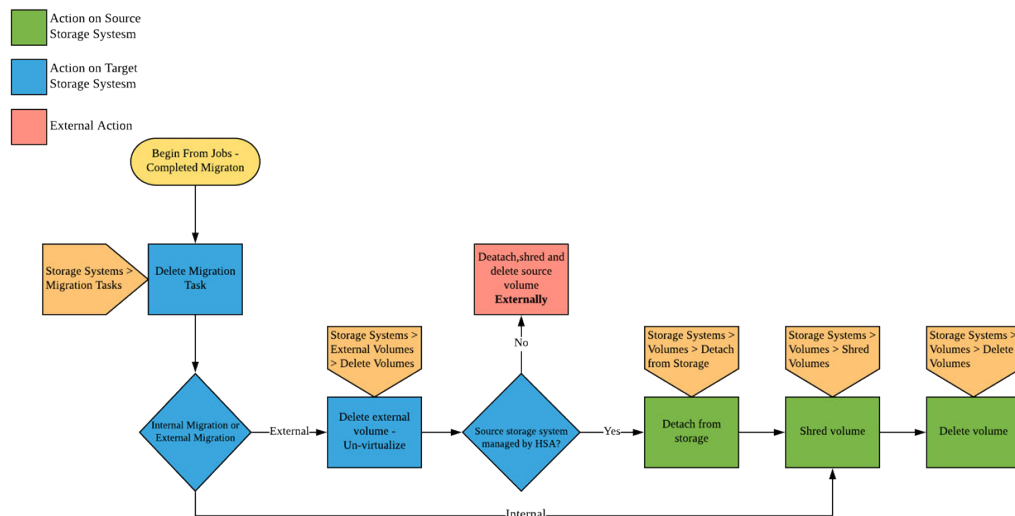 Action on Source
Storage Systesm
Action on Target
Storage Systesm
External Action
Begin From Jobs -
Completed Migraton
Storage Systems >
Migration Tasks
Delete Migration
Task
Deatach,shred and
delete source
volume
Externally
Storage Systems >
External Volumes
> Delete Volumes
Storage Systems >
Volumes > Detach
from Storage
Storage Systems >
Volumes > Shred
Volumes
Storage Systems >
Volumes > Delete
Volumes
No
Internal Migration or
External Migration
External
Delete external
volume -
Un-virtualize
Source storage system
managed by HSA?
Yes
Detach from
storage
Shred volume
Delete volume
Internal